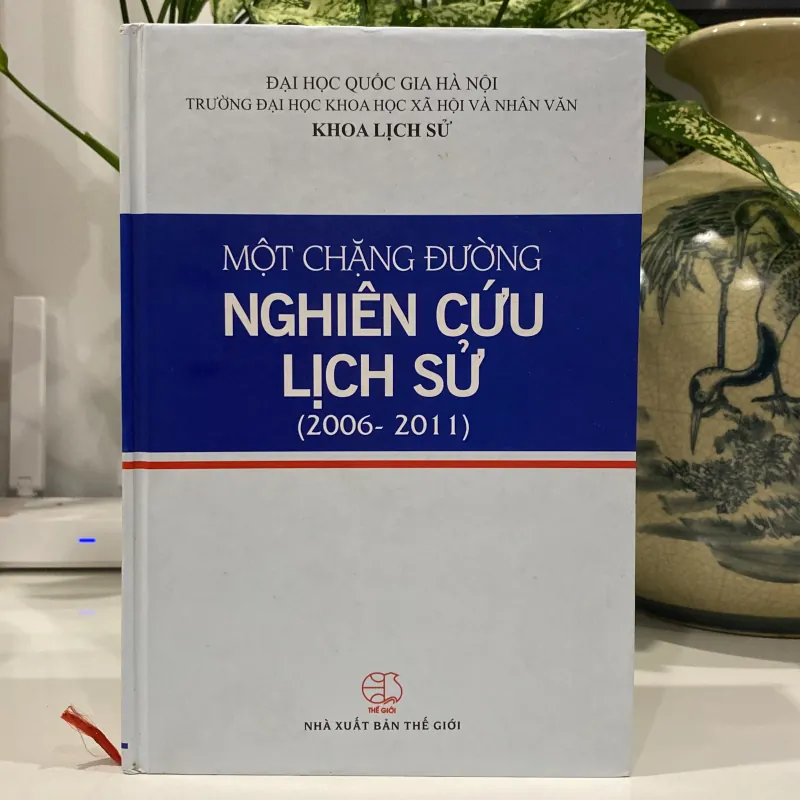 ĐẠI HỌC QUỐC GIA HÀ NỘI
TRƯỜNG ĐẠI HỌC KHOA HỌC XÃ HỘI VÀ NHÂN VĂN
KHOA LỊCH SỬ
MỘT CHẶNG ĐƯỜNG
NGHIÊN CỨU
LỊCH SỬ
(2006- 2011)
THẾ GIỚI
NHÀ XUẤT BẢN THẾ GIỚI